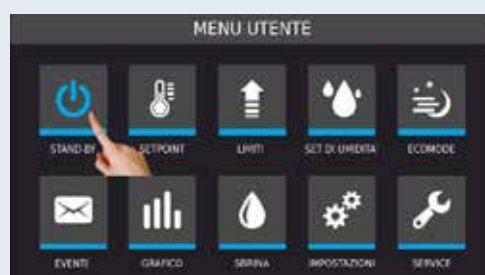 MENU UTENTE
STAND-BY SETPOINT LIMITI SET DI UMIDITÀ ECOMODE
EVENTI GRAFICO SBRINA IMPOSTAZIONI SERVICE